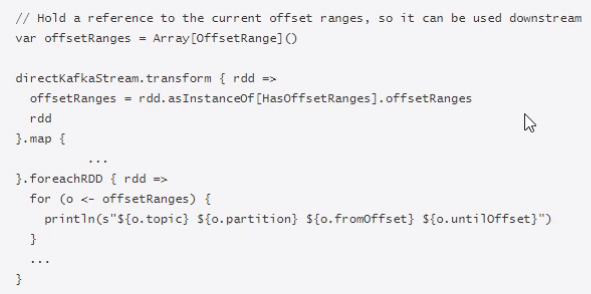 // Hold a reference to the current offset ranges, so it can be used downstream
var offsetRanges = Array[OffsetRange]()
directKafkaStream.transform { rdd =>
  offsetRanges = rdd.asInstanceOf[HasOffsetRanges].offsetRanges
  rdd
}.map {
          ...
}.foreachRDD { rdd =>
  for (o <- offsetRanges) {
    println(s"${o.topic} ${o.partition} ${o.fromOffset} ${o.untilOffset}")
  }
  ...
}